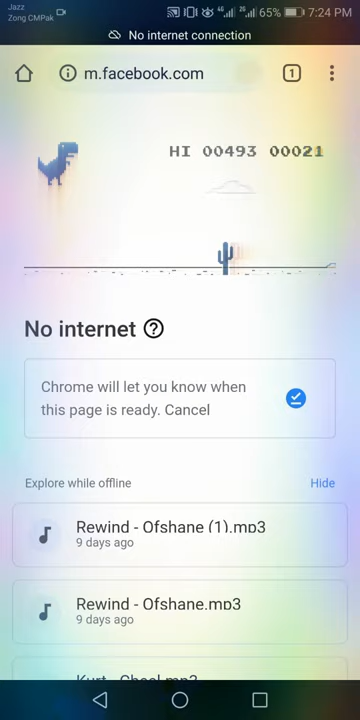 Jazz
Zong CMPak
4G
2G
65%
7:24 PM
No internet connection
m.facebook.com
1
HI 00493 00021
No internet
Chrome will let you know when
this page is ready. Cancel
Explore while offline
Hide
Rewind - Ofshane (1).mp3
9 days ago
Rewind - Ofshane.mp3
9 days ago